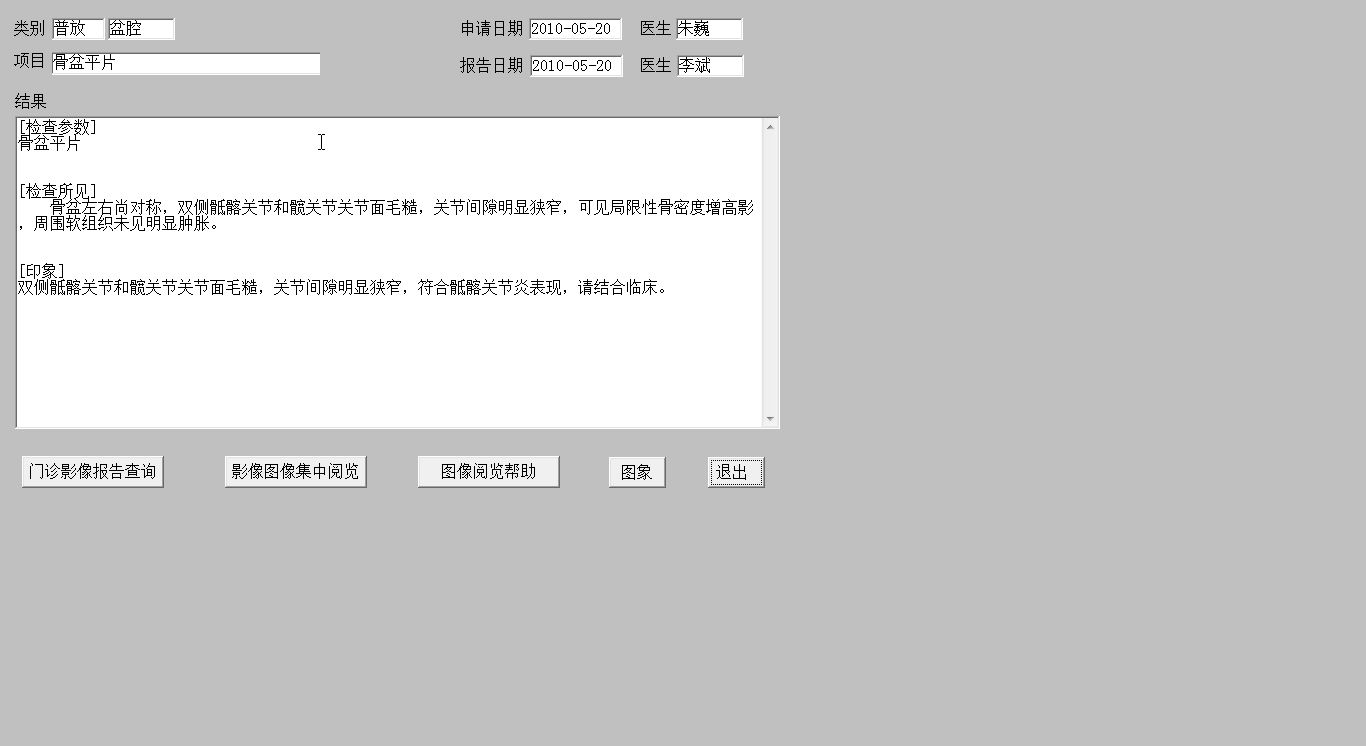 类别 普放 盆腔 申请日期 2010-05-20 医生 朱巍
项目 骨盆平片 报告日期 2010-05-20 医生 李斌
结果
[检查参数]
骨盆平片
[检查所见]
骨盆左右尚对称，双侧骶髂关节和髋关节关节面毛糙，关节间隙明显狭窄，可见局限性骨密度增高影
，周围软组织未见明显肿胀。
[印象]
双侧骶髂关节和髋关节关节面毛糙，关节间隙明显狭窄，符合骶髂关节炎表现，请结合临床。
门诊影像报告查询 影像图像集中阅览 图像阅览帮助 图象 退出